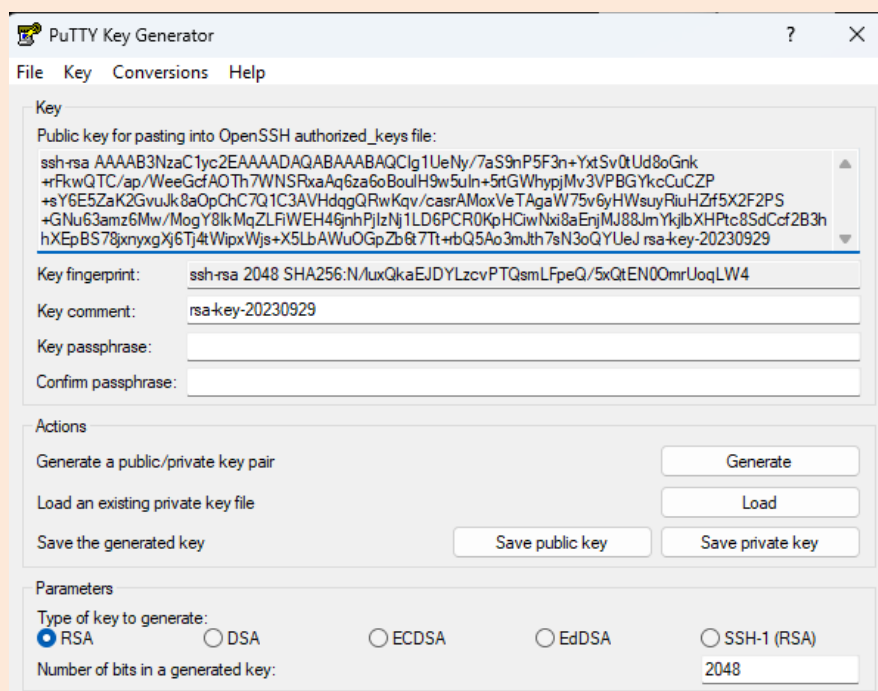 PuTTY Key Generator ? ×
File Key Conversions Help
Key
Public key for pasting into OpenSSH authorized_keys file:
ssh-rsa AAAAB3NzaC1yc2EAAAADAQABAAABAQClg1UeNy/7aS9nP5F3n+YxtSv0tUd8oGnk
+rFkwQTC/ap/WeeGcfAOTh7WNSRxaAq6za6oBoulH9w5uIn+5rtGWhypjMv3VPBGYkcCuCZP
+sY6E5ZaK2GvuJk8aOpChC7Q1C3AVHdqgQRwKqv/casrAMoxVeTAgaW75v6yHWsuyRiuHZrf5X2F2PS
+GNu63amz6Mw/MogY8lkMqZLFiWEH46jnhPjIzNj1LD6PCR0KpHCiwNxi8aEnjMJ88JmYkjlbXHPtc8SdCcf2B3h
hXEpBS78jxnyxgXj6Tj4tWipxWjs+X5LbAWuOGpZb6t7Tt+rbQ5Ao3mJth7sN3oQYUeJ rsa-key-20230929
Key fingerprint: ssh-rsa 2048 SHA256:N/luxQkaEJDYLzcvPTQsmLFpeQ/5xQtEN0OmrUoqLW4
Key comment: rsa-key-20230929
Key passphrase:
Confirm passphrase:
Actions
Generate a public/private key pair Generate
Load an existing private key file Load
Save the generated key Save public key Save private key
Parameters
Type of key to generate:
RSA DSA ECDSA EdDSA SSH-1 (RSA)
Number of bits in a generated key: 2048